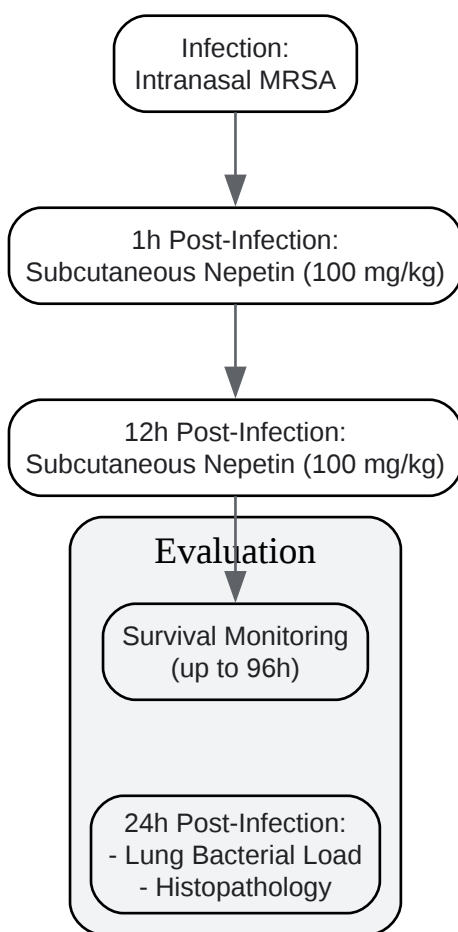 Infection:
Intranasal MRSA
1h Post-Infection:
Subcutaneous Nepetin (100 mg/kg)
12h Post-Infection:
Subcutaneous Nepetin (100 mg/kg)
Evaluation
Survival Monitoring
(up to 96h)
24h Post-Infection:
- Lung Bacterial Load
- Histopathology